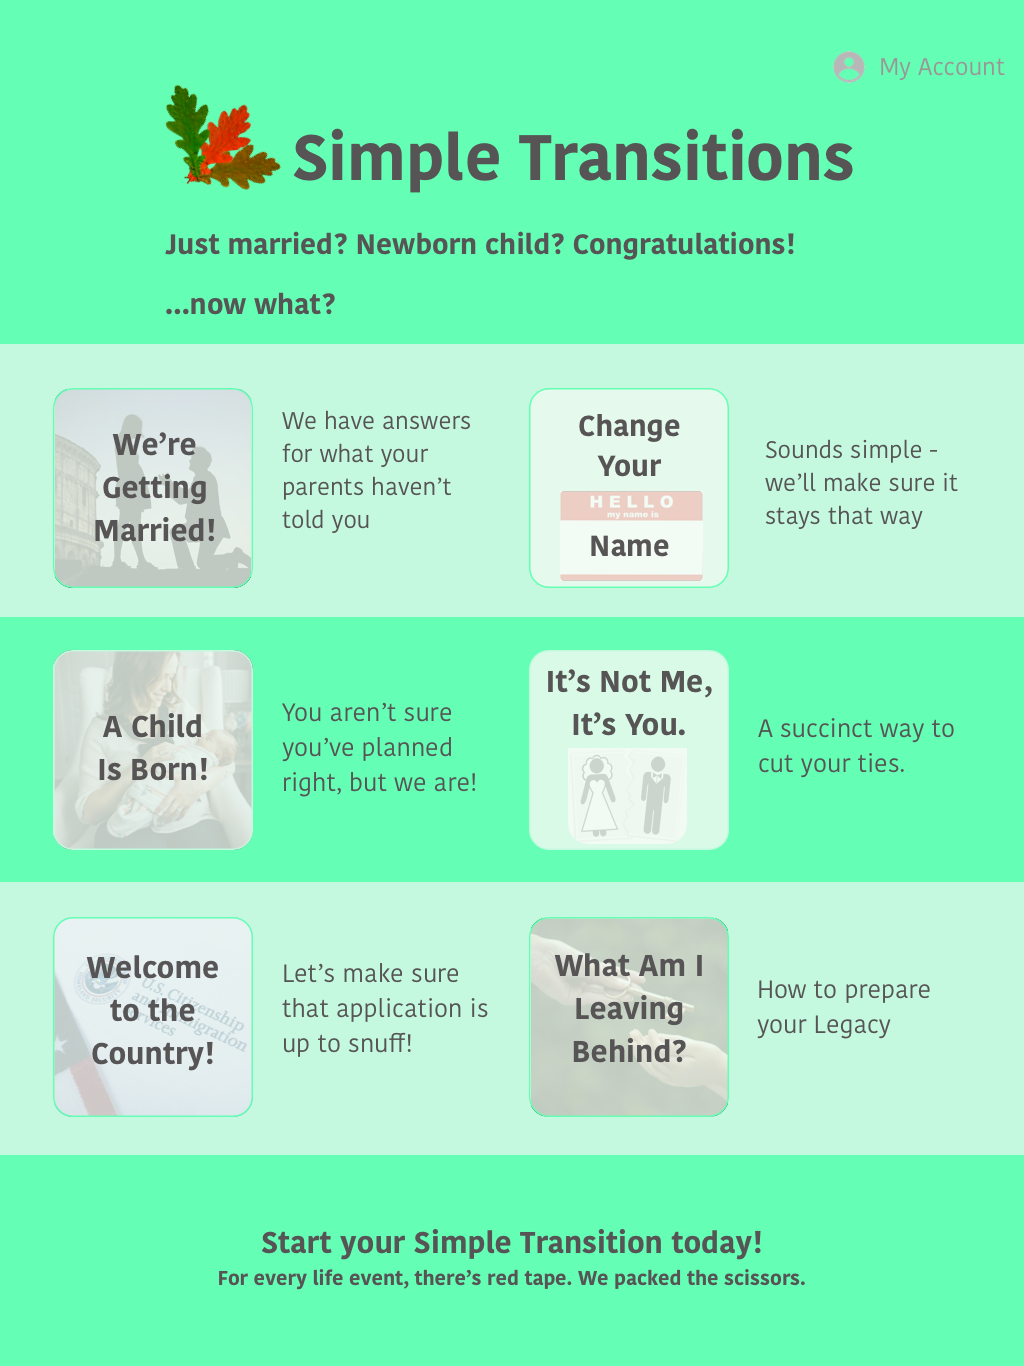 My Account
Simple Transitions
Just married? Newborn child? Congratulations!
...now what?
We’re
Getting
Married!
We have answers
for what your
parents haven’t
told you
Change
Your
HELLO
my name is
Name
Sounds simple -
we’ll make sure it
stays that way
A Child
Is Born!
You aren’t sure
you’ve planned
right, but we are!
It’s Not Me,
It’s You.
A succinct way to
cut your ties.
Welcome
to the
Country!
U.S. Citizenship
and Immigration
Services
Let’s make sure
that application is
up to snuff!
What Am I
Leaving
Behind?
How to prepare
your Legacy
Start your Simple Transition today!
For every life event, there’s red tape. We packed the scissors.